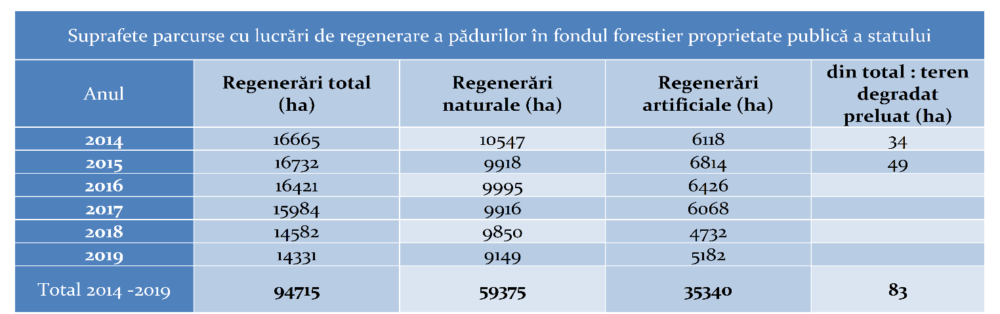 Suprafete parcurse cu lucrări de regenerare a pădurilor în fondul forestier proprietate publică a statului
Anul
Regenerări total
(ha)
Regenerări
naturale (ha)
Regenerări
artificiale (ha)
din total : teren
degradat
preluat (ha)
2014 16665 10547 6118 34
2015 16732 9918 6814 49
2016 16421 9995 6426
2017 15984 9916 6068
2018 14582 9850 4732
2019 14331 9149 5182
Total 2014 -2019 94715 59375 35340 83